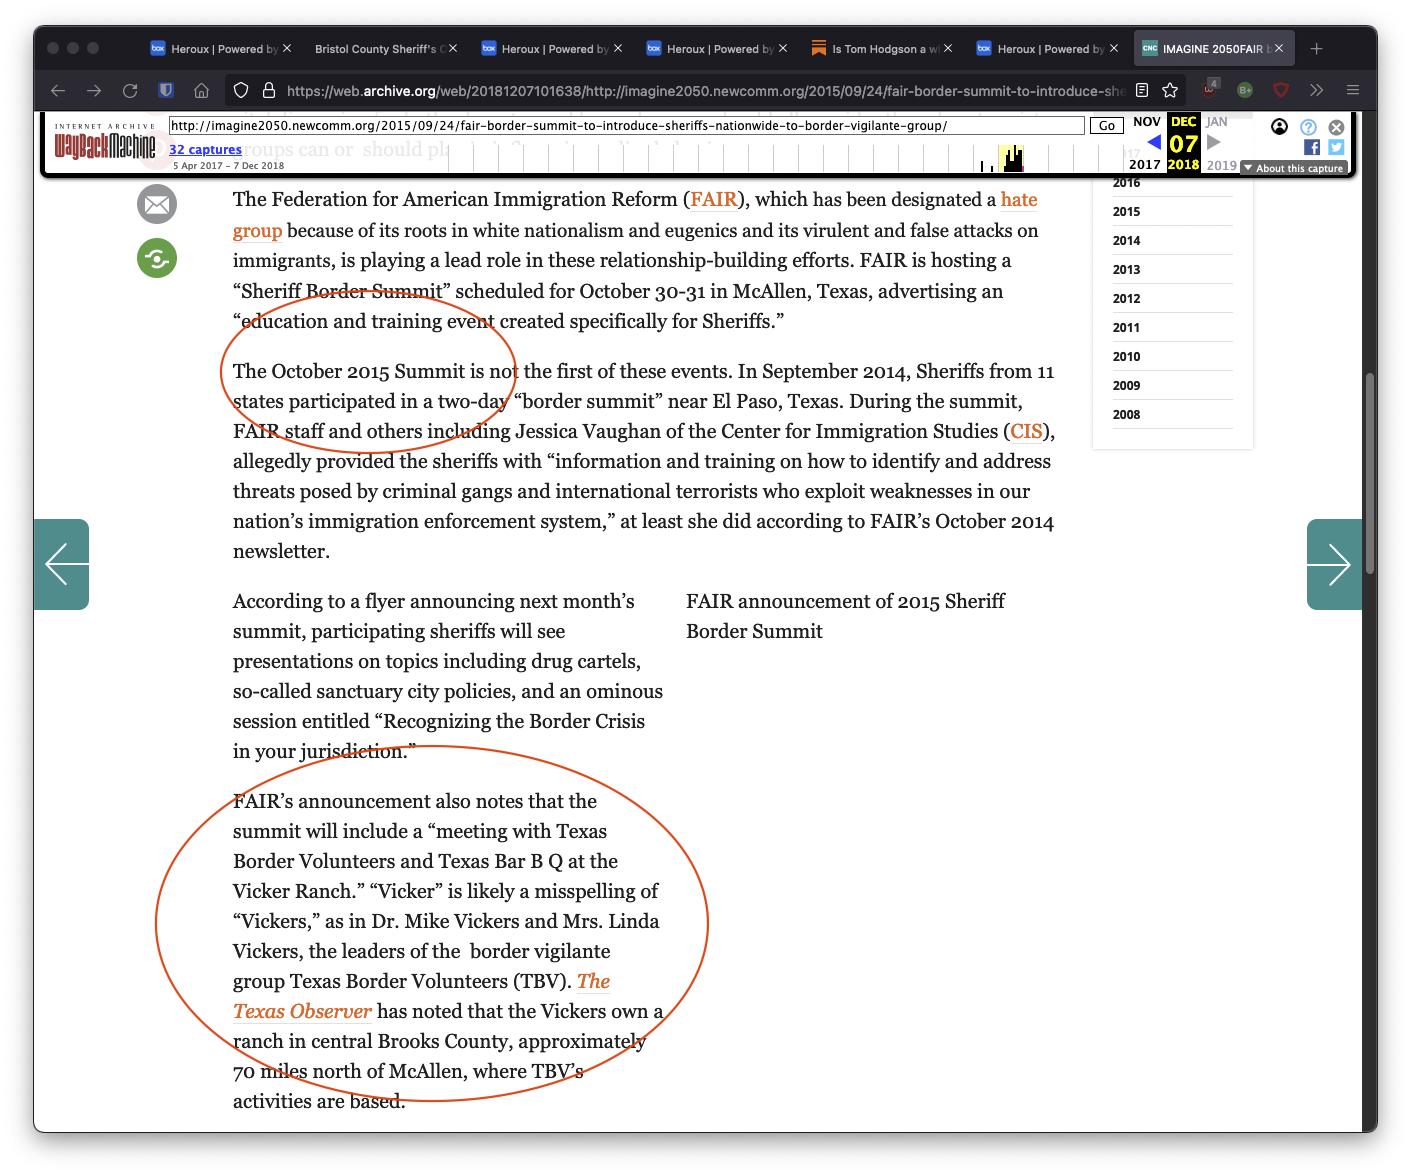 Heroux | Powered by
Bristol County Sheriff's O
Heroux | Powered by
Heroux | Powered by
Is Tom Hodgson a w
Heroux | Powered by
IMAGINE 2050FAIR b
https://web.archive.org/web/20181207101638/http://imagine2050.newcomm.org/2015/09/24/fair-border-summit-to-introduce-she
INTERNET ARCHIVE
WayBackMachine
http://imagine2050.newcomm.org/2015/09/24/fair-border-summit-to-introduce-sheriffs-nationwide-to-border-vigilante-group/
Go
32 captures
5 Apr 2017 – 7 Dec 2018
NOV DEC JAN
07
2017 2018 2019
About this capture
groups can or should pla
The Federation for American Immigration Reform (FAIR), which has been designated a hate
group because of its roots in white nationalism and eugenics and its virulent and false attacks on
immigrants, is playing a lead role in these relationship-building efforts. FAIR is hosting a
“Sheriff Border Summit” scheduled for October 30-31 in McAllen, Texas, advertising an
“education and training event created specifically for Sheriffs.”
The October 2015 Summit is not the first of these events. In September 2014, Sheriffs from 11
states participated in a two-day “border summit” near El Paso, Texas. During the summit,
FAIR staff and others including Jessica Vaughan of the Center for Immigration Studies (CIS),
allegedly provided the sheriffs with “information and training on how to identify and address
threats posed by criminal gangs and international terrorists who exploit weaknesses in our
nation’s immigration enforcement system,” at least she did according to FAIR’s October 2014
newsletter.
According to a flyer announcing next month’s
summit, participating sheriffs will see
presentations on topics including drug cartels,
so-called sanctuary city policies, and an ominous
session entitled “Recognizing the Border Crisis
in your jurisdiction.”
FAIR announcement of 2015 Sheriff
Border Summit
FAIR’s announcement also notes that the
summit will include a “meeting with Texas
Border Volunteers and Texas Bar B Q at the
Vicker Ranch.” “Vicker” is likely a misspelling of
“Vickers,” as in Dr. Mike Vickers and Mrs. Linda
Vickers, the leaders of the border vigilante
group Texas Border Volunteers (TBV). The
Texas Observer has noted that the Vickers own a
ranch in central Brooks County, approximately
70 miles north of McAllen, where TBV’s
activities are based.
2016
2015
2014
2013
2012
2011
2010
2009
2008